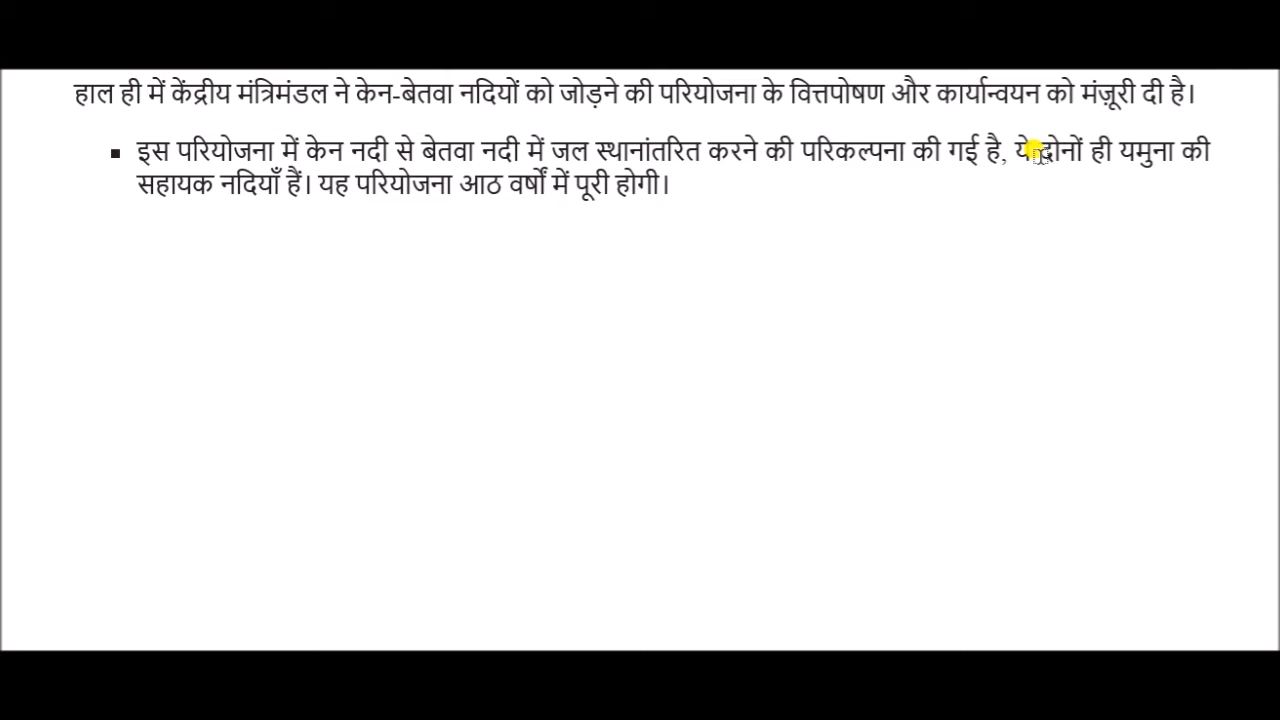 हाल ही में केंद्रीय मंत्रिमंडल ने केन-बेतवा नदियों को जोड़ने की परियोजना के वित्तपोषण और कार्यान्वयन को मंज़ूरी दी है।
▪ इस परियोजना में केन नदी से बेतवा नदी में जल स्थानांतरित करने की परिकल्पना की गई है, ये दोनों ही यमुना की
सहायक नदियाँ हैं। यह परियोजना आठ वर्षों में पूरी होगी।